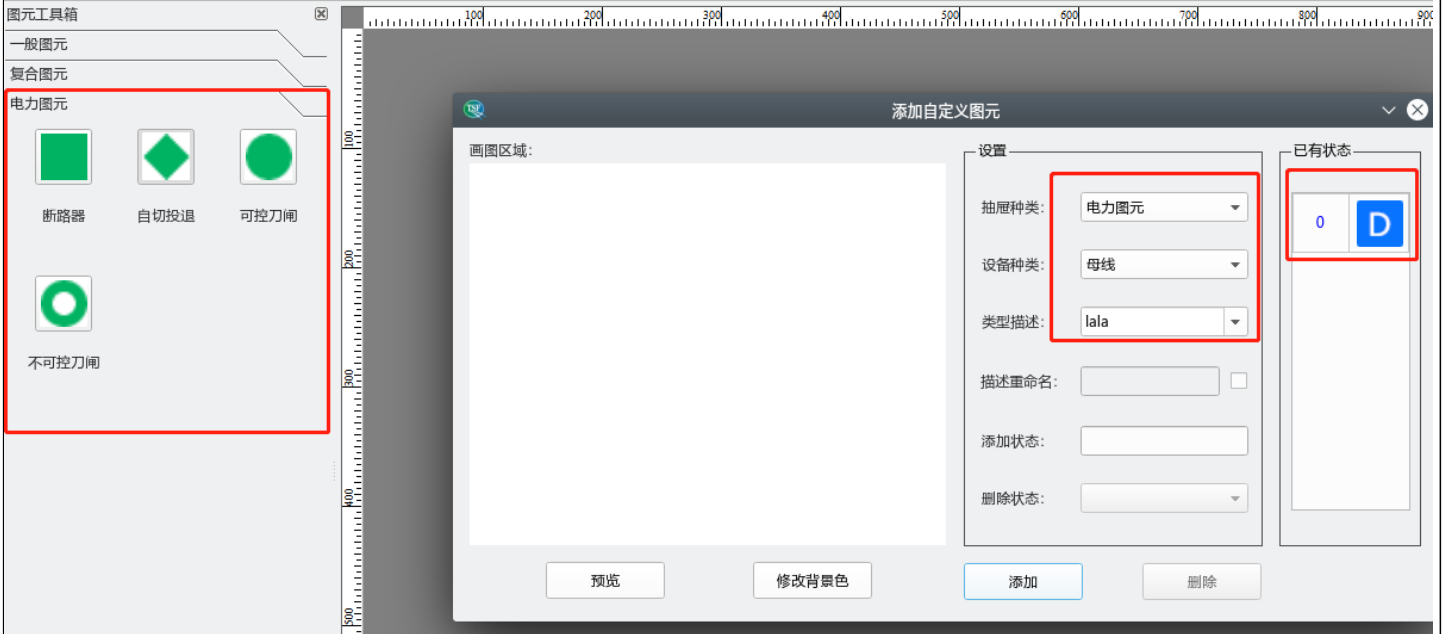 图元工具箱
一般图元
复合图元
电力图元
断路器
自切投退
可控刀闸
不可控刀闸
100 200 300 400 500 600 700 800 900
100
200
300
400
500
TSF
添加自定义图元
画图区域:
设置
抽屉种类:
电力图元
设备种类:
母线
类型描述:
lala
描述重命名:
添加状态:
删除状态:
已有状态
0
D
预览
修改背景色
添加
删除